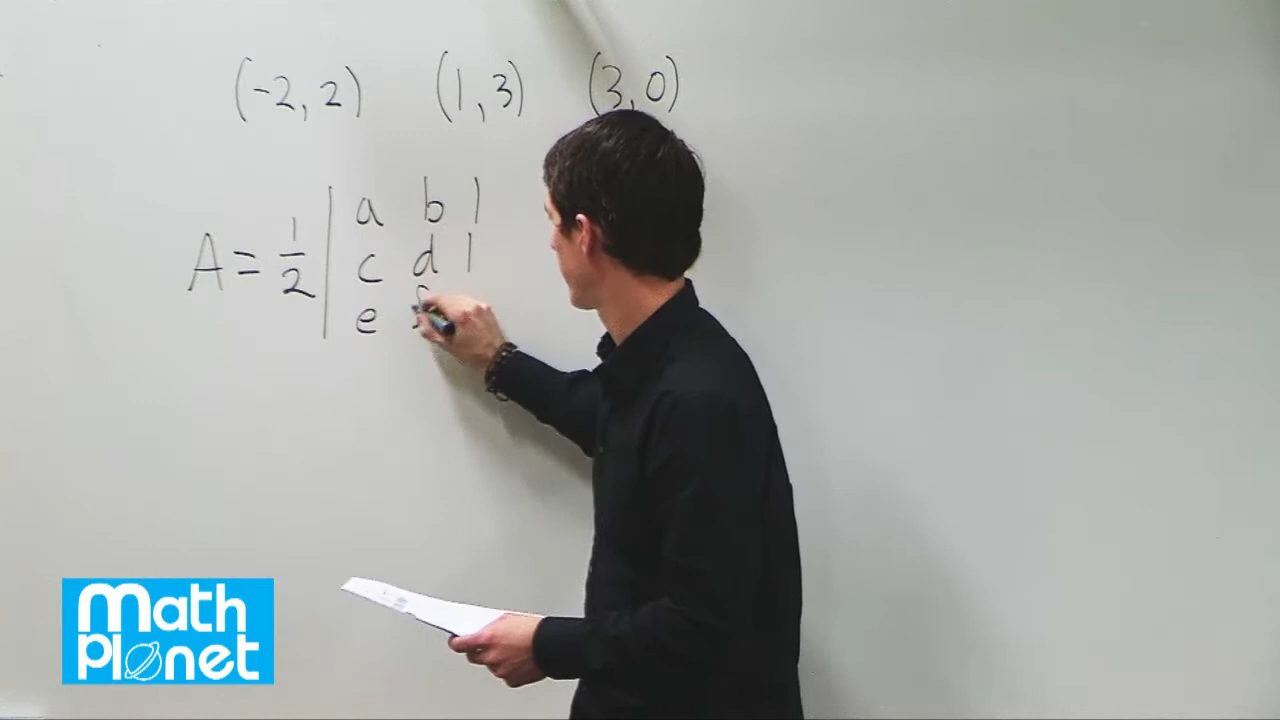 (-2, 2) (1, 3) (3, 0)
A = 1/2 | a b 1
c d 1
e f
Math
Planet